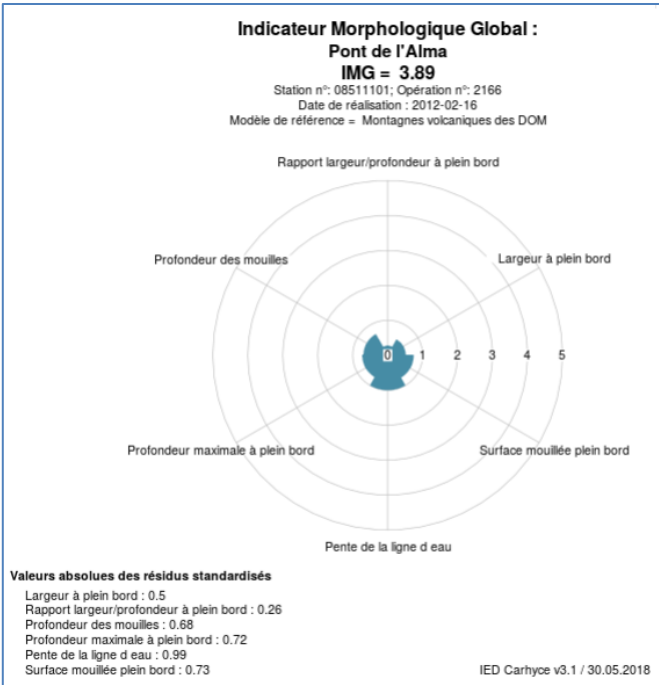 Indicateur Morphologique Global :
Pont de l'Alma
IMG = 3.89
Station n°: 08511101; Opération n°: 2166
Date de réalisation : 2012-02-16
Modèle de référence = Montagnes volcaniques des DOM
Rapport largeur/profondeur à plein bord
Profondeur des mouilles
Largeur à plein bord
0 1 2 3 4 5
Profondeur maximale à plein bord
Surface mouillée plein bord
Pente de la ligne d eau
Valeurs absolues des résidus standardisés
Largeur à plein bord : 0.5
Rapport largeur/profondeur à plein bord : 0.26
Profondeur des mouilles : 0.68
Profondeur maximale à plein bord : 0.72
Pente de la ligne d eau : 0.99
Surface mouillée plein bord : 0.73
IED Carhyce v3.1 / 30.05.2018